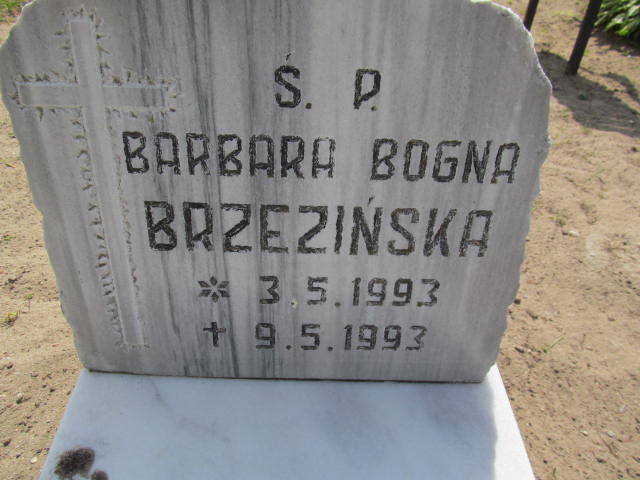 Ś. P.
BARBARA BOGNA
BRZEZIŃSKA
* 3.5.1993
+ 9.5.1993